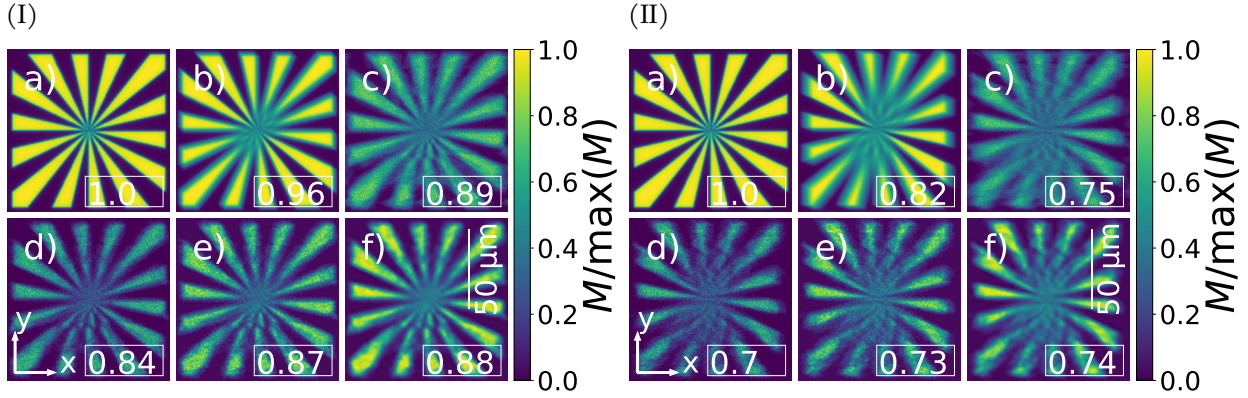 (I)
a)
1.0
b)
0.96
c)
0.89
d)
y
x
0.84
e)
0.87
f)
50 μm
0.88
1.0
0.8
0.6
0.4
0.2
0.0
M/max(M)
(II)
a)
1.0
b)
0.82
c)
0.75
d)
y
x
0.7
e)
0.73
f)
50 μm
0.74
1.0
0.8
0.6
0.4
0.2
0.0
M/max(M)